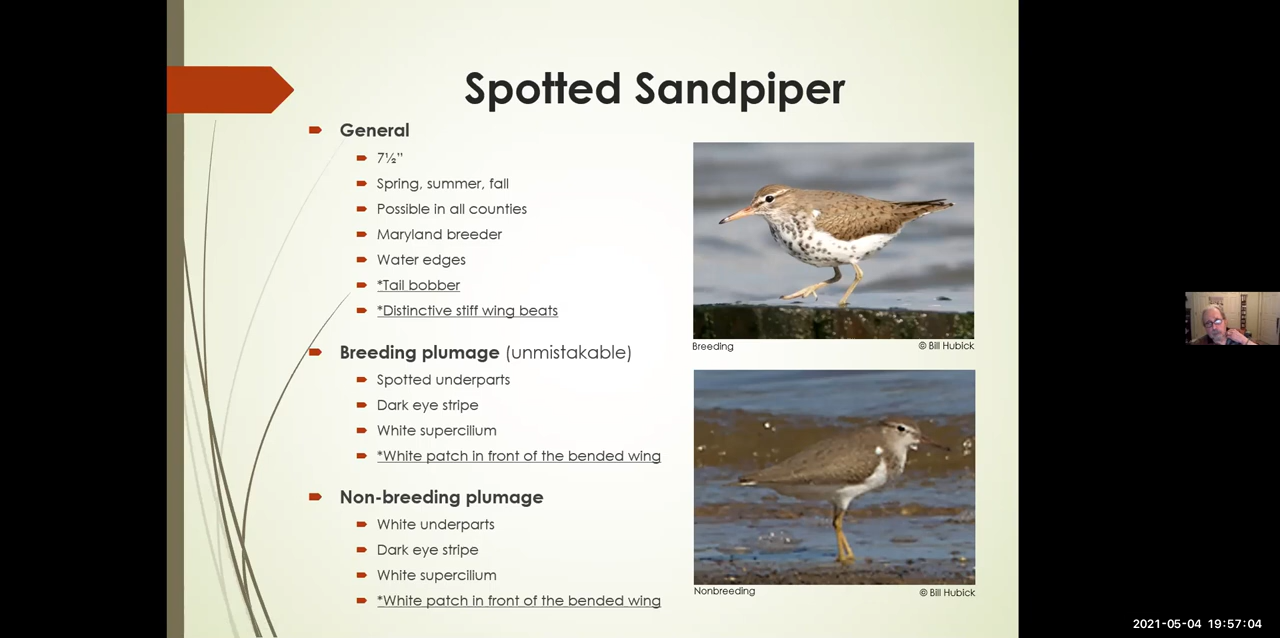 Spotted Sandpiper
General
7½”
Spring, summer, fall
Possible in all counties
Maryland breeder
Water edges
*Tail bobber
*Distinctive stiff wing beats
Breeding plumage (unmistakable)
Spotted underparts
Dark eye stripe
White supercilium
*White patch in front of the bended wing
Non-breeding plumage
White underparts
Dark eye stripe
White supercilium
*White patch in front of the bended wing
Breeding
© Bill Hubick
Nonbreeding
© Bill Hubick
2021-05-04 19:57:04